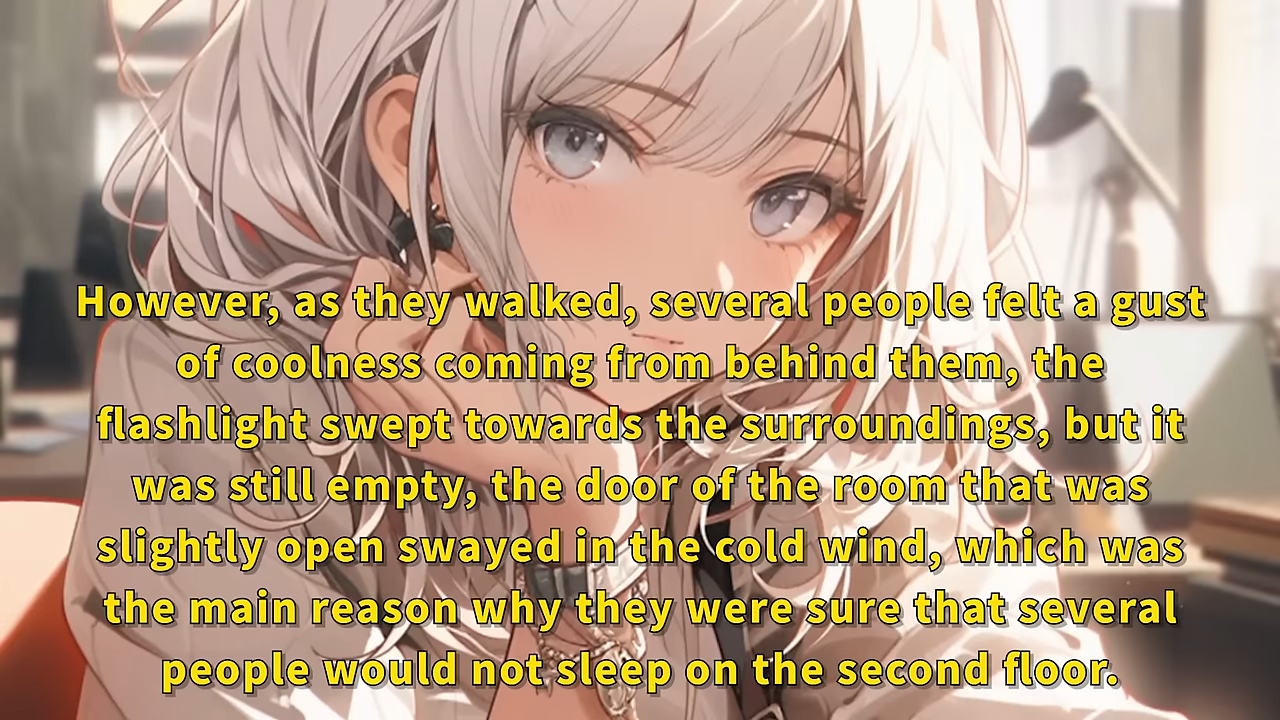 However, as they walked, several people felt a gust
of coolness coming from behind them, the
flashlight swept towards the surroundings, but it
was still empty, the door of the room that was
slightly open swayed in the cold wind, which was
the main reason why they were sure that several
people would not sleep on the second floor.